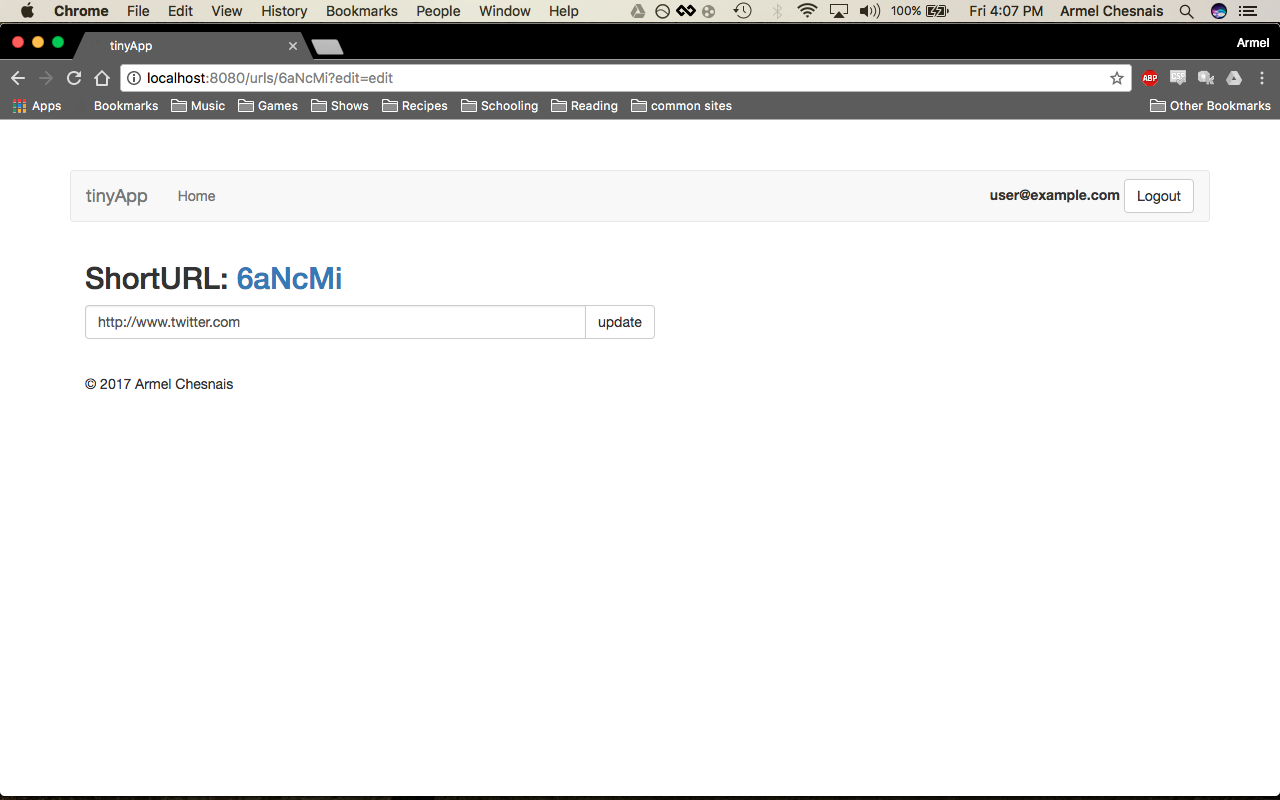 Chrome File Edit View History Bookmarks People Window Help 100% Fri 4:07 PM Armel Chesnais
tinyApp Armel
localhost:8080/urls/6aNcMi?edit=edit ABP
Apps Bookmarks Music Games Shows Recipes Schooling Reading common sites Other Bookmarks
tinyApp Home user@example.com Logout
ShortURL: 6aNcMi
http://www.twitter.com update
© 2017 Armel Chesnais